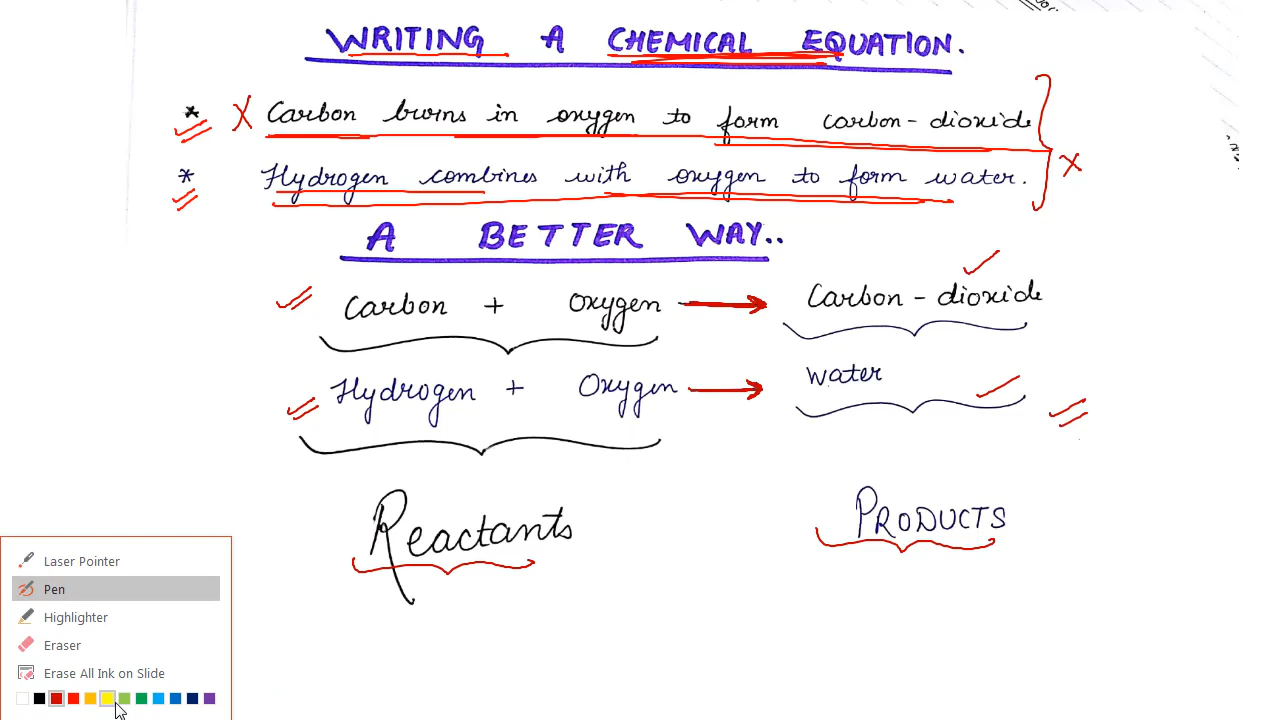 WRITING A CHEMICAL EQUATION.
* X Carbon burns in oxygen to form carbon-dioxide
* Hydrogen combines with oxygen to form water. X
A BETTER WAY..
Carbon + Oxygen → Carbon-dioxide
Hydrogen + Oxygen → water
Reactants PRODUCTS
Laser Pointer
Pen
Highlighter
Eraser
Erase All Ink on Slide